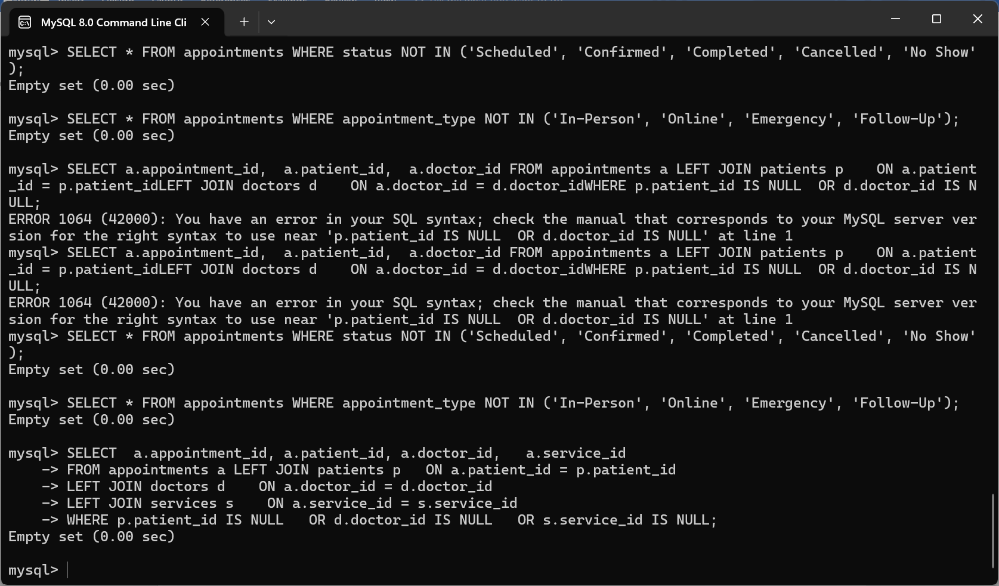 MySQL 8.0 Command Line Cli
mysql> SELECT * FROM appointments WHERE status NOT IN ('Scheduled', 'Confirmed', 'Completed', 'Cancelled', 'No Show'
);
Empty set (0.00 sec)
mysql> SELECT * FROM appointments WHERE appointment_type NOT IN ('In-Person', 'Online', 'Emergency', 'Follow-Up');
Empty set (0.00 sec)
mysql> SELECT a.appointment_id,  a.patient_id,  a.doctor_id FROM appointments a LEFT JOIN patients p    ON a.patient
_id = p.patient_idLEFT JOIN doctors d    ON a.doctor_id = d.doctor_idWHERE p.patient_id IS NULL  OR d.doctor_id IS N
ULL;
ERROR 1064 (42000): You have an error in your SQL syntax; check the manual that corresponds to your MySQL server ver
sion for the right syntax to use near 'p.patient_id IS NULL  OR d.doctor_id IS NULL' at line 1
mysql> SELECT a.appointment_id,  a.patient_id,  a.doctor_id FROM appointments a LEFT JOIN patients p    ON a.patient
_id = p.patient_idLEFT JOIN doctors d    ON a.doctor_id = d.doctor_idWHERE p.patient_id IS NULL  OR d.doctor_id IS N
ULL;
ERROR 1064 (42000): You have an error in your SQL syntax; check the manual that corresponds to your MySQL server ver
sion for the right syntax to use near 'p.patient_id IS NULL  OR d.doctor_id IS NULL' at line 1
mysql> SELECT * FROM appointments WHERE status NOT IN ('Scheduled', 'Confirmed', 'Completed', 'Cancelled', 'No Show'
);
Empty set (0.00 sec)
mysql> SELECT * FROM appointments WHERE appointment_type NOT IN ('In-Person', 'Online', 'Emergency', 'Follow-Up');
Empty set (0.00 sec)
mysql> SELECT  a.appointment_id, a.patient_id, a.doctor_id,   a.service_id
    -> FROM appointments a LEFT JOIN patients p   ON a.patient_id = p.patient_id
    -> LEFT JOIN doctors d    ON a.doctor_id = d.doctor_id
    -> LEFT JOIN services s    ON a.service_id = s.service_id
    -> WHERE p.patient_id IS NULL   OR d.doctor_id IS NULL   OR s.service_id IS NULL;
Empty set (0.00 sec)
mysql>